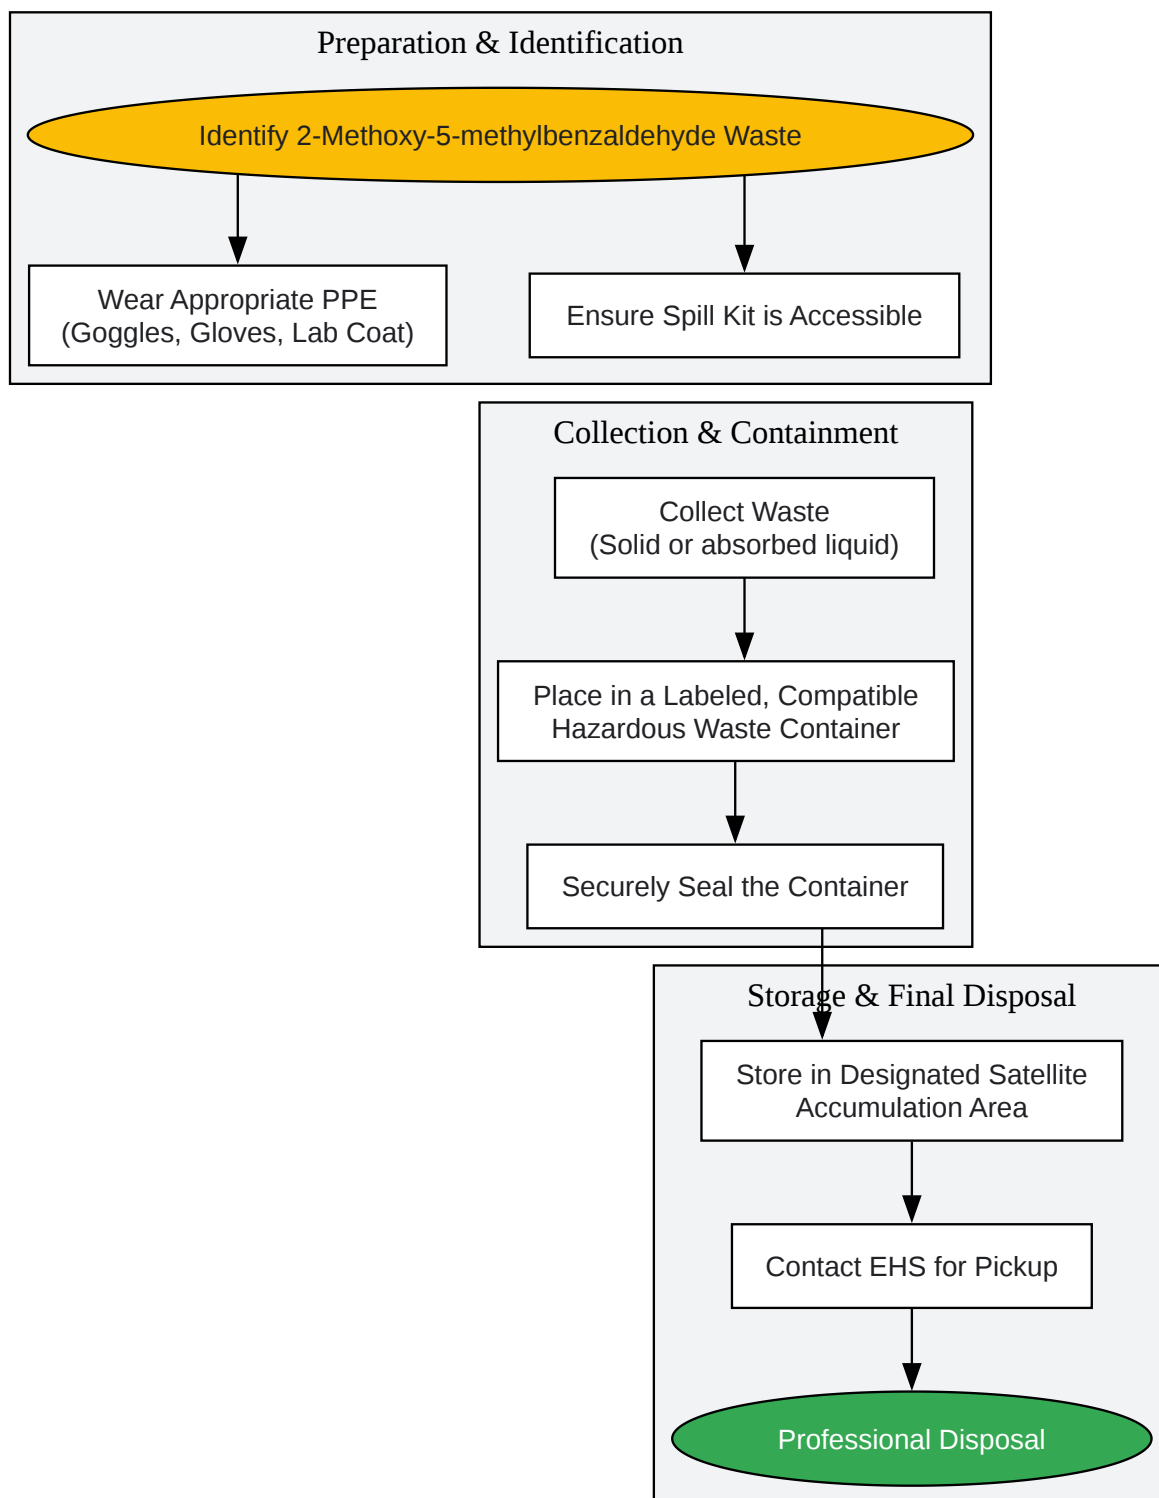 Preparation & Identification
Identify 2-Methoxy-5-methylbenzaldehyde Waste
Wear Appropriate PPE
(Goggles, Gloves, Lab Coat)
Ensure Spill Kit is Accessible
Collection & Containment
Collect Waste
(Solid or absorbed liquid)
Place in a Labeled, Compatible
Hazardous Waste Container
Securely Seal the Container
Storage & Final Disposal
Store in Designated Satellite
Accumulation Area
Contact EHS for Pickup
Professional Disposal